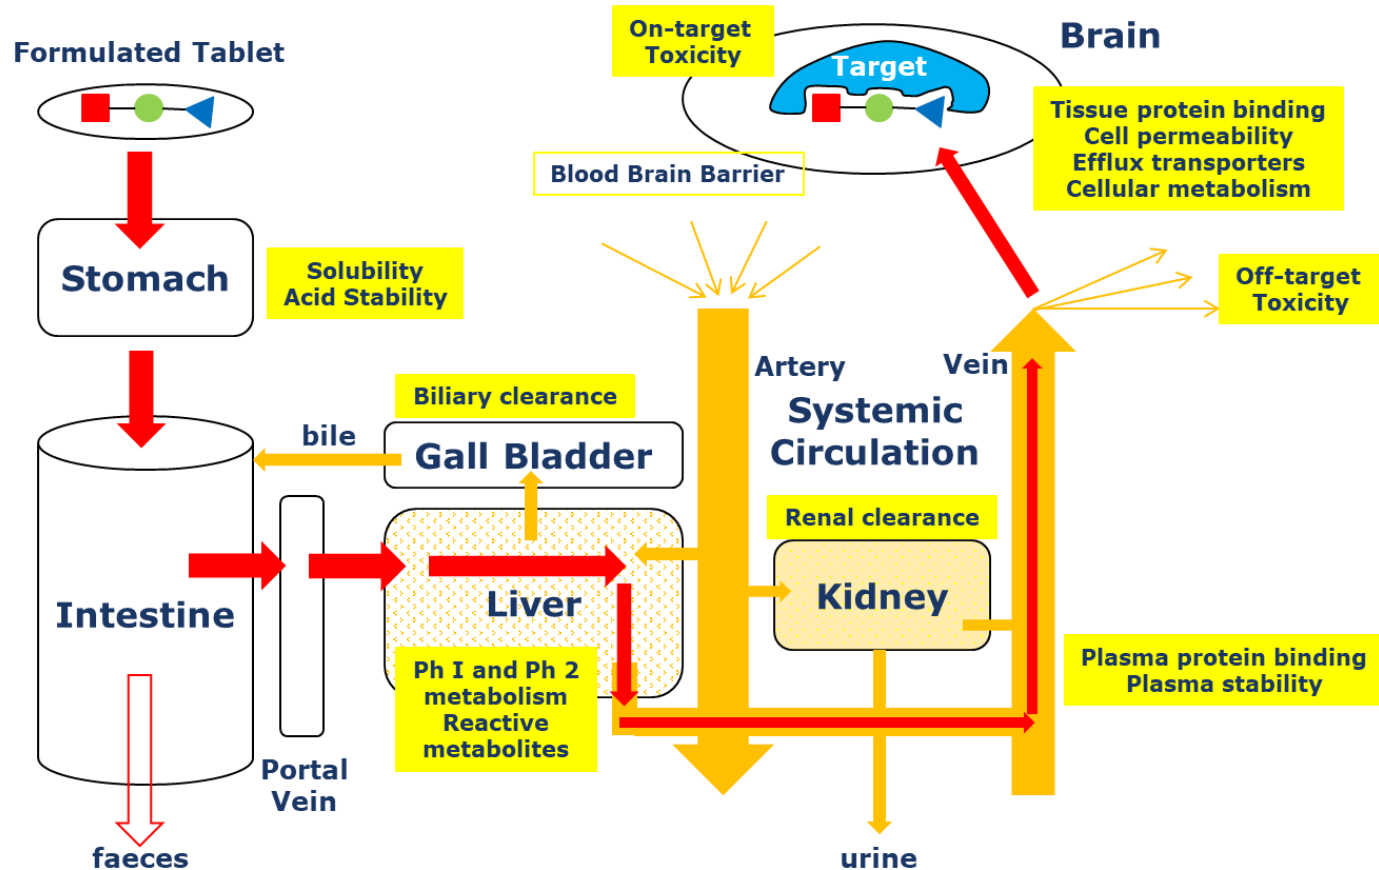 Formulated Tablet
On-target
Toxicity
Brain
Target
Tissue protein binding
Cell permeability
Efflux transporters
Cellular metabolism
Blood Brain Barrier
Stomach
Solubility
Acid Stability
Off-target
Toxicity
Artery
Vein
Systemic
Circulation
Biliary clearance
bile
Gall Bladder
Renal clearance
Intestine
Liver
Kidney
Ph I and Ph 2
metabolism
Reactive
metabolites
Plasma protein binding
Plasma stability
Portal
Vein
faeces
urine